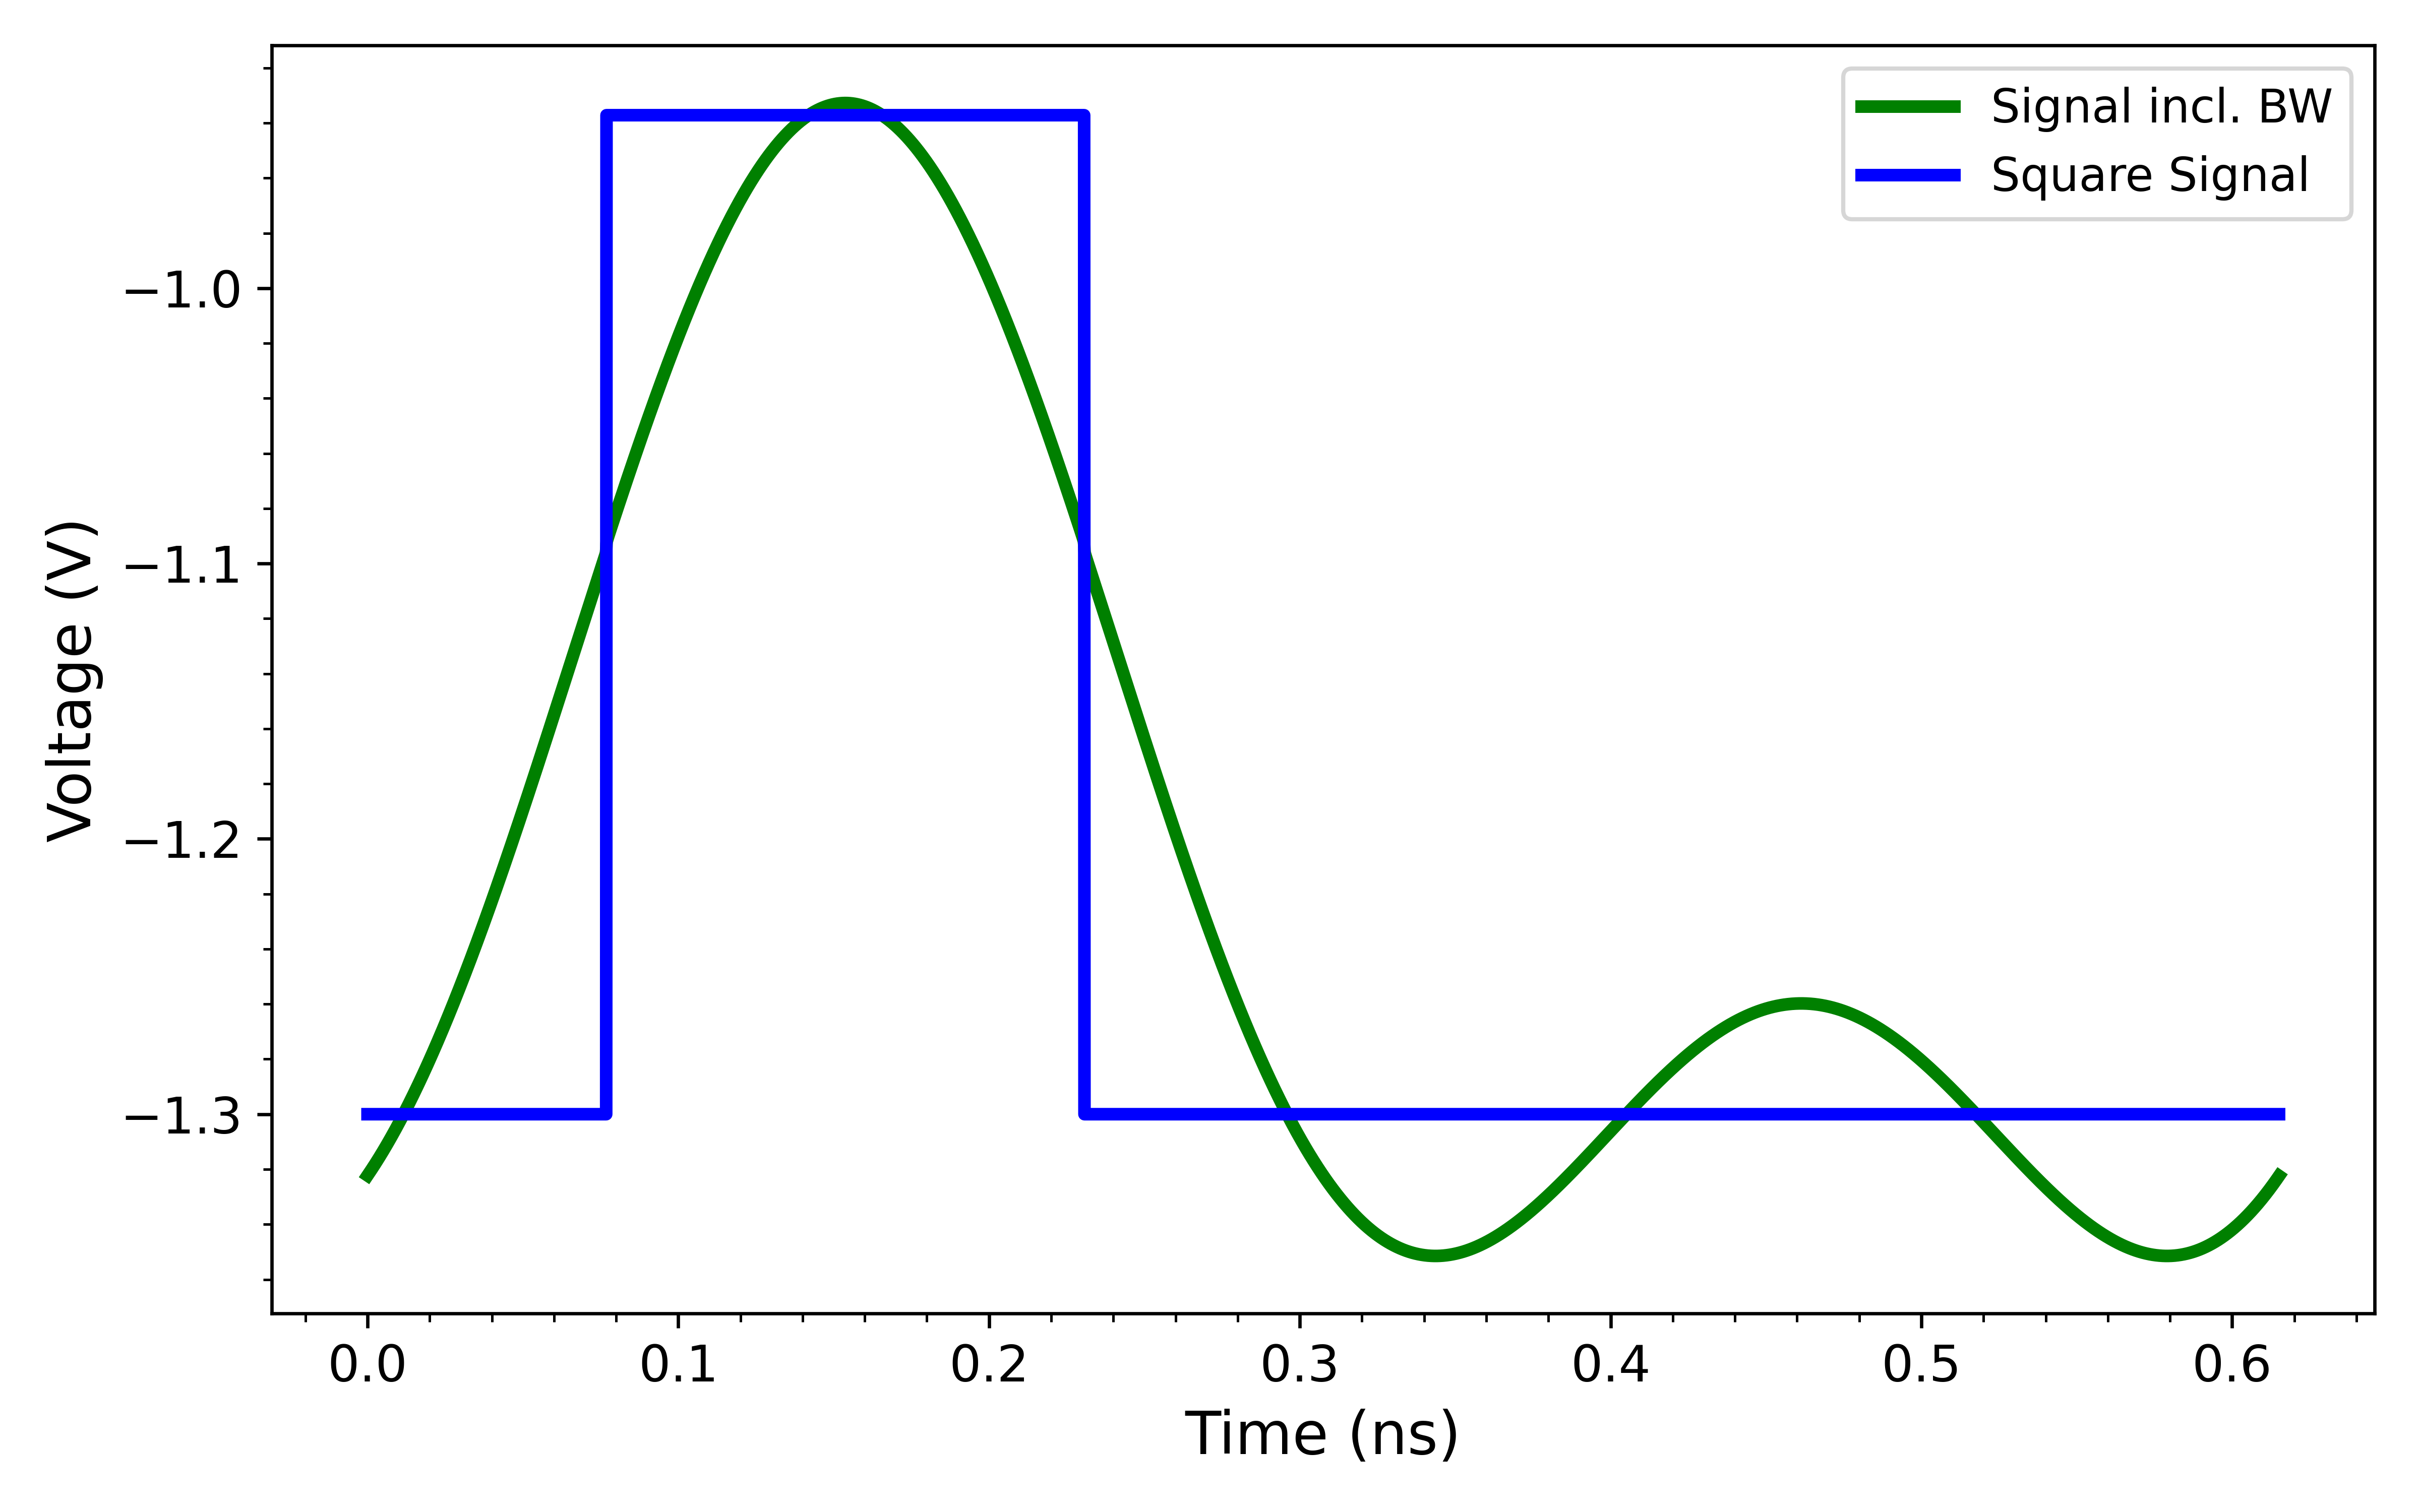 Signal incl. BW
Square Signal
Voltage (V)
−1.0
−1.1
−1.2
−1.3
0.0 0.1 0.2 0.3 0.4 0.5 0.6
Time (ns)